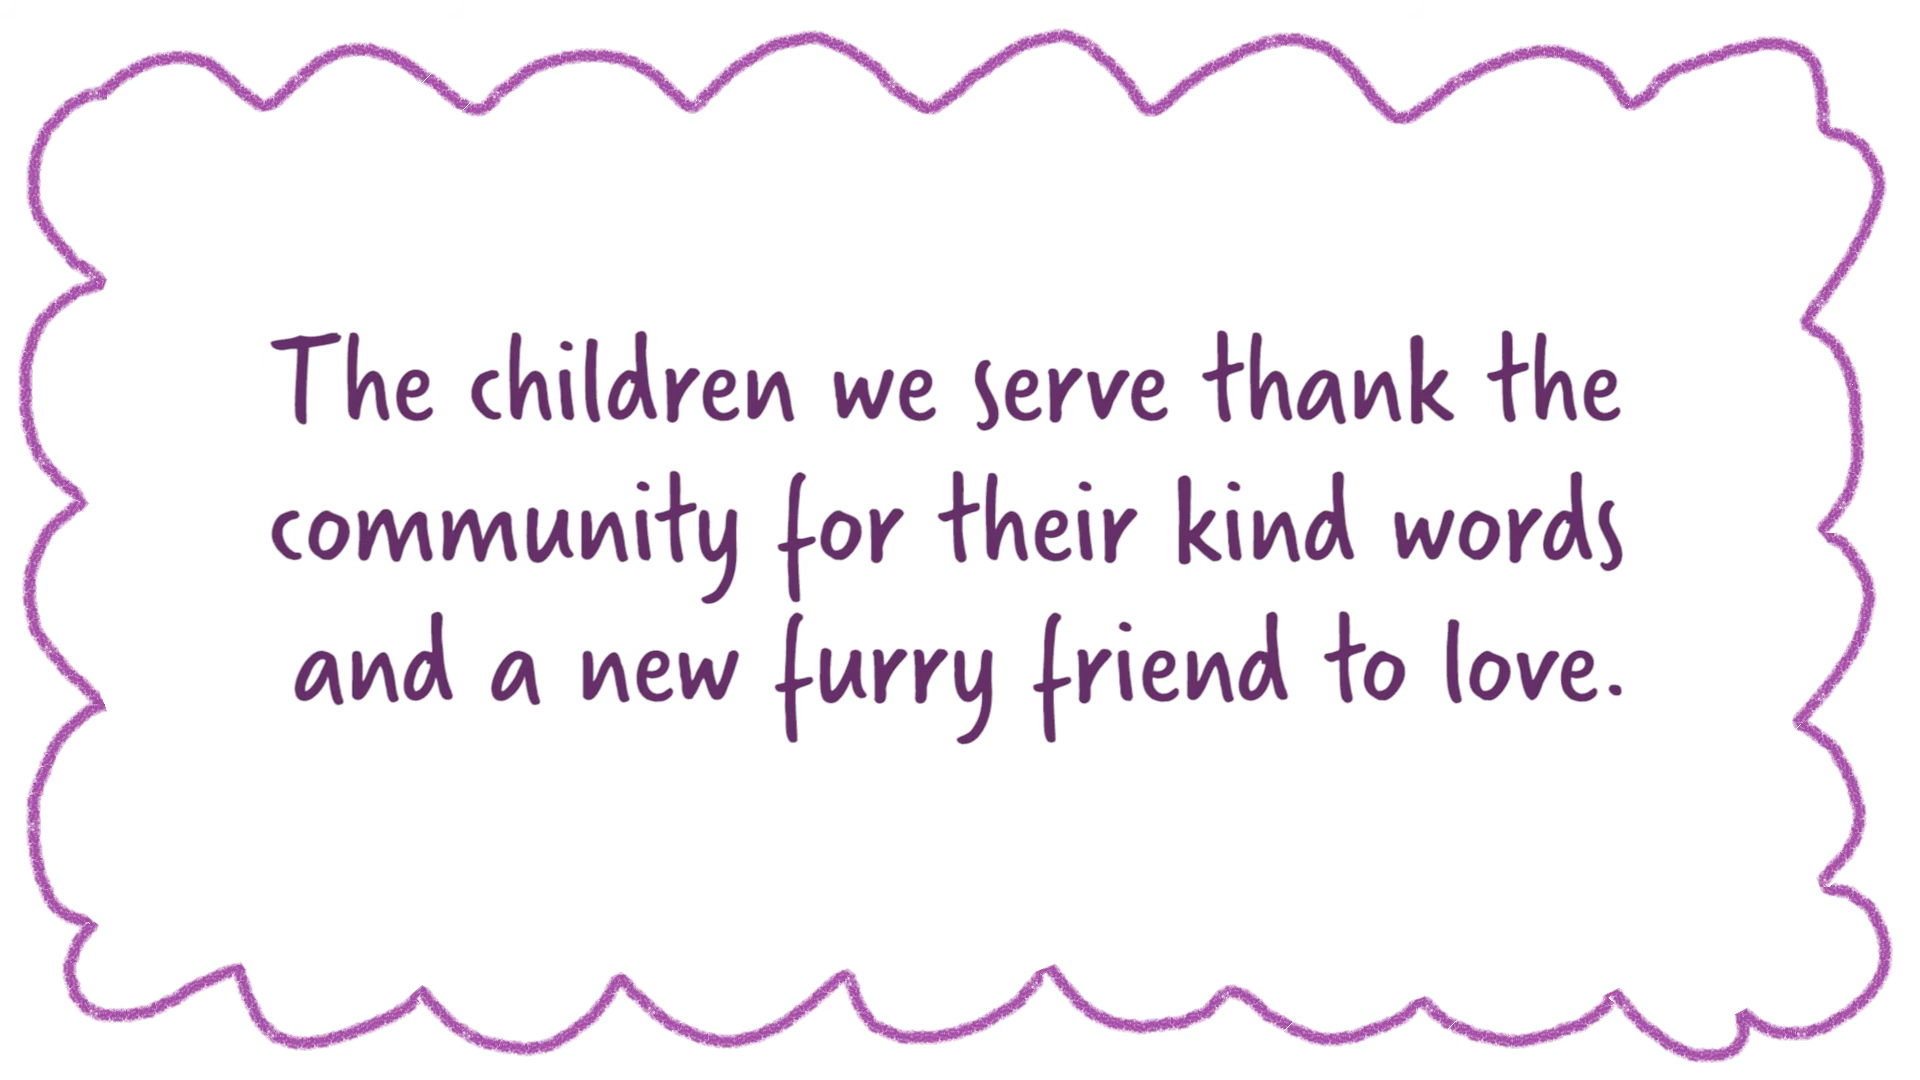 The children we serve thank the
community for their kind words
and a new furry friend to love.